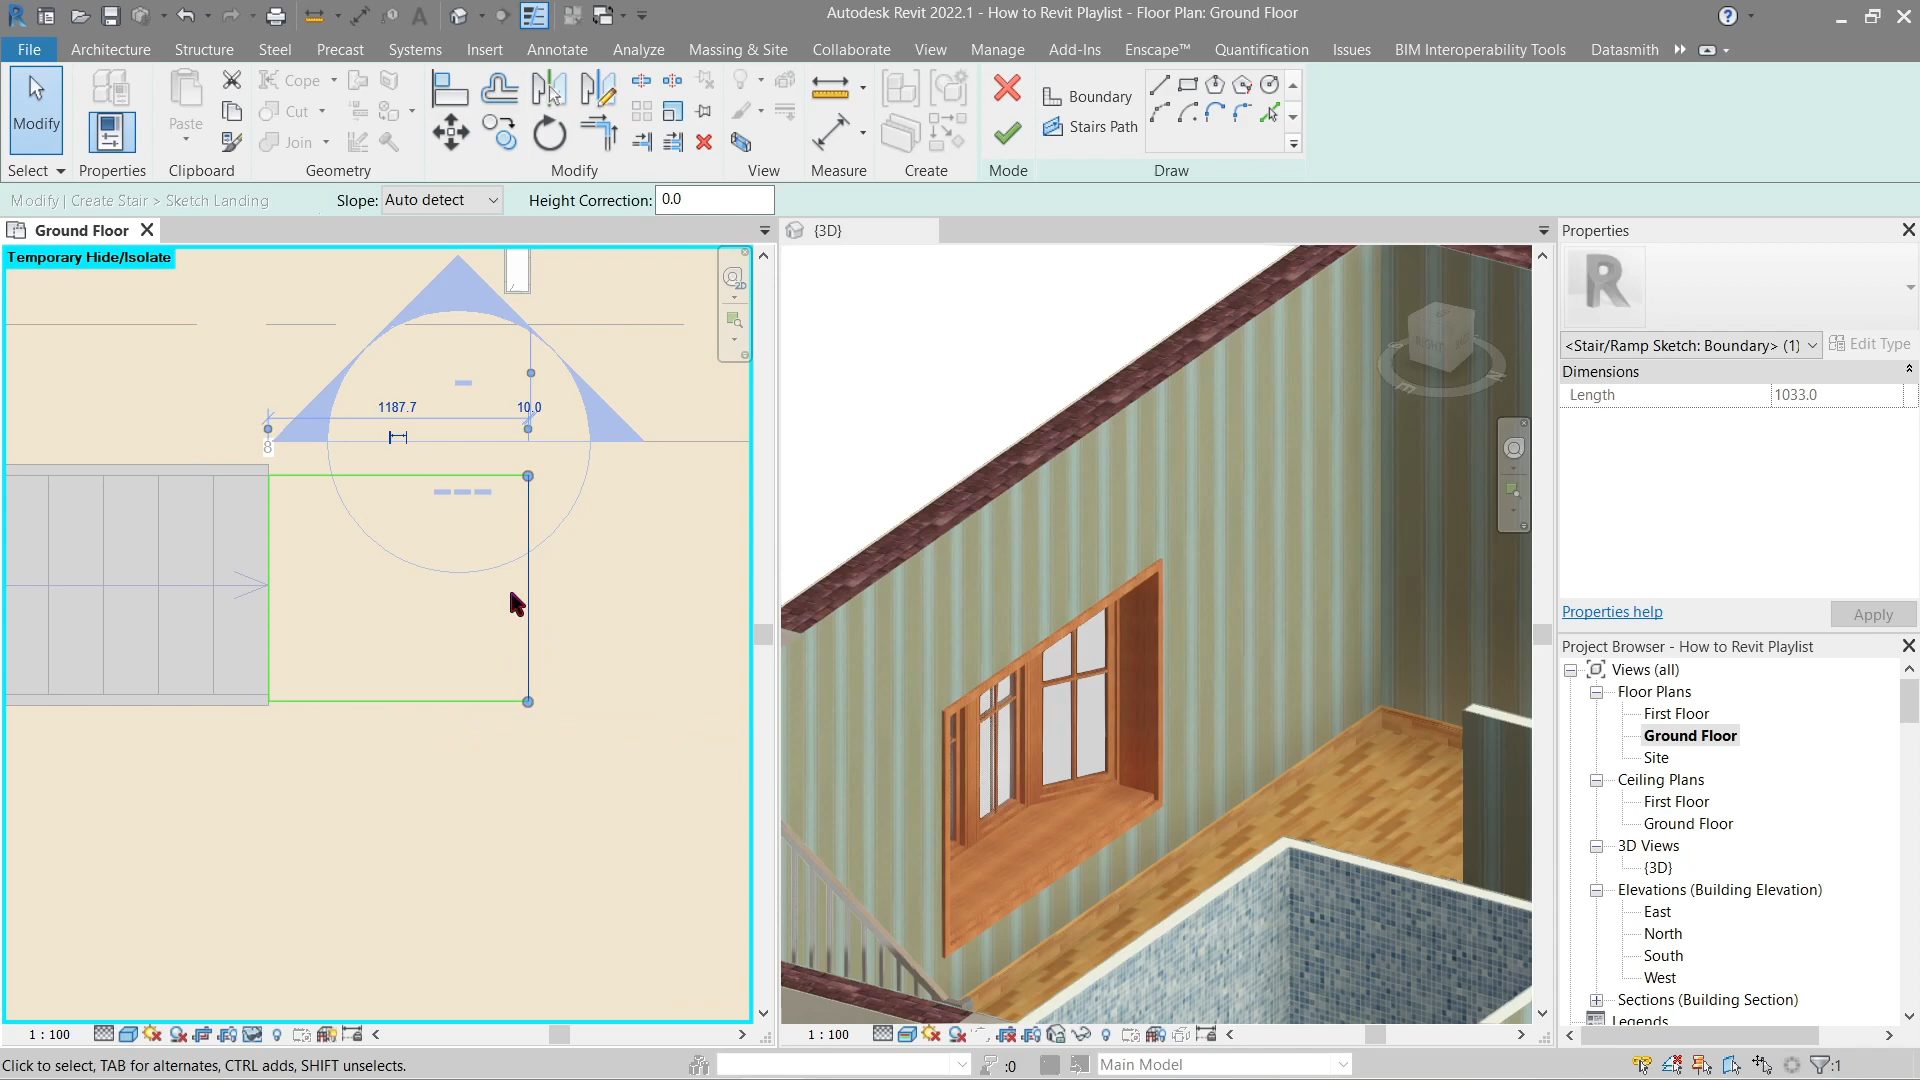 Autodesk Revit 2022.1 - How to Revit Playlist - Floor Plan: Ground Floor
File Architecture Structure Steel Precast Systems Insert Annotate Analyze Massing & Site Collaborate View Manage Add-Ins Enscape™ Quantification Issues BIM Interoperability Tools Datasmith
Modify Paste Cope Cut Join Boundary Stairs Path
Select Properties Clipboard Geometry Modify View Measure Create Mode Draw
Modify | Create Stair > Sketch Landing Slope: Auto detect Height Correction: 0.0
Ground Floor
{3D}
Properties
Temporary Hide/Isolate
2D
R
<Stair/Ramp Sketch: Boundary> (1) Edit Type
Dimensions
Length 1033.0
1187.7 10.0
8
RIGHT
E
Properties help Apply
Project Browser - How to Revit Playlist
Views (all)
Floor Plans
First Floor
Ground Floor
Site
Ceiling Plans
First Floor
Ground Floor
3D Views
{3D}
Elevations (Building Elevation)
East
North
South
West
Sections (Building Section)
Legends
1 : 100
1 : 100
Click to select, TAB for alternates, CTRL adds, SHIFT unselects. :0 Main Model :1